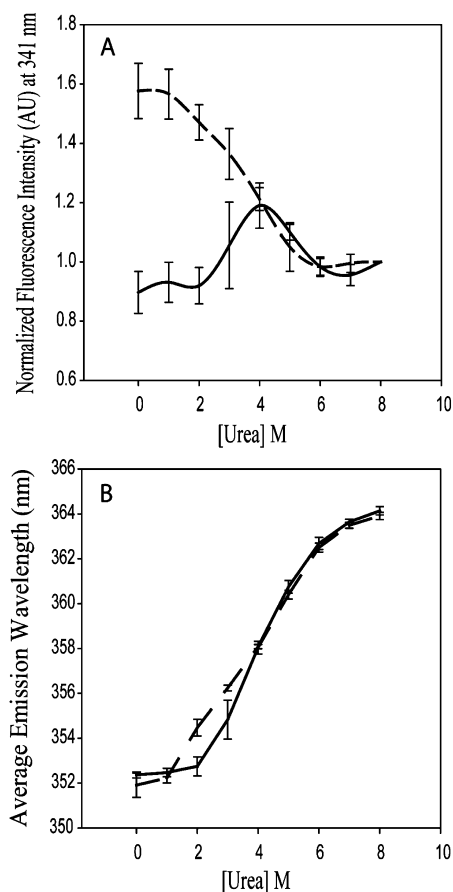 Normalized Fluorescence Intensity (AU) at 341 nm
A
1.8
1.6
1.4
1.2
1.0
0.8
0.6
0 2 4 6 8 10
[Urea] M
Average Emission Wavelength (nm)
B
366
364
362
360
358
356
354
352
350
0 2 4 6 8 10
[Urea] M